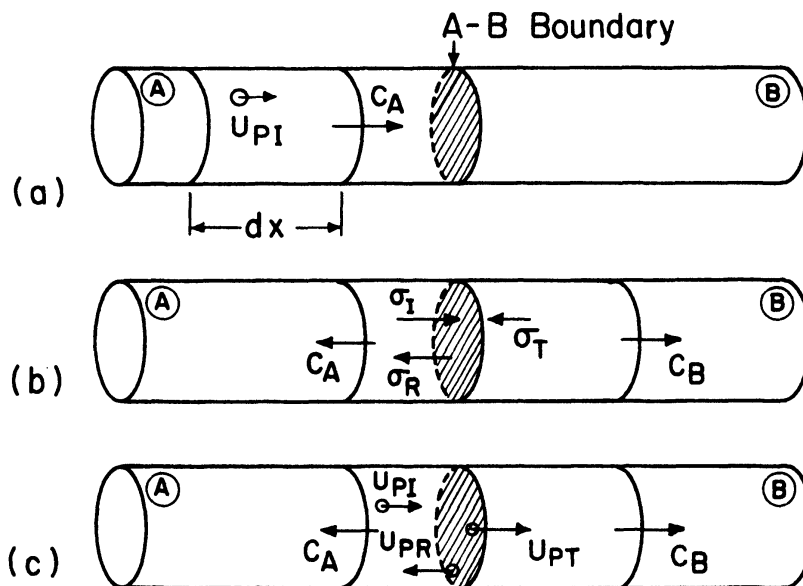 A-B Boundary
A B
U_PI C_A
(a)
dx
A B
σ_I
C_A σ_R σ_T C_B
(b)
A B
U_PI
C_A U_PR U_PT C_B
(c)